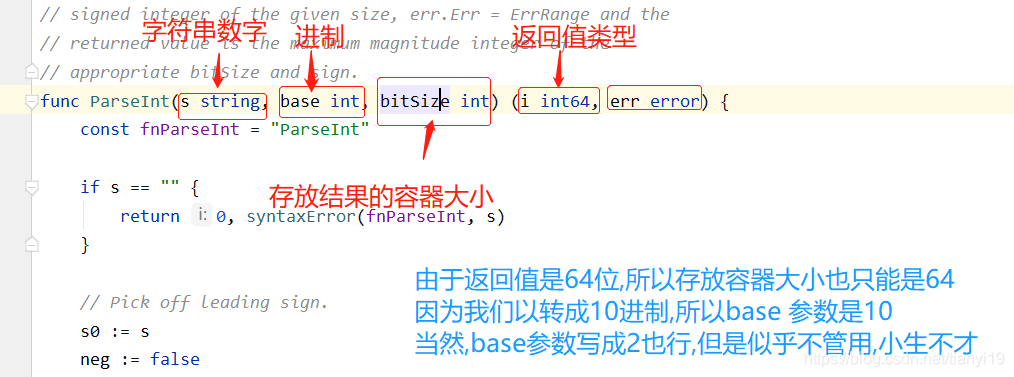 // signed integer of the given size, err.Err = ErrRange and the
字符串数字 进制 返回值类型
// returned value is the maximum magnitude integer of the
// appropriate bitSize and sign.
func ParseInt(s string, base int, bitSize int) (i int64, err error) {
const fnParseInt = "ParseInt"
if s == "" {
存放结果的容器大小
return i: 0, syntaxError(fnParseInt, s)
}
由于返回值是64位,所以存放容器大小也只能是64
// Pick off leading sign.
因为我们以转成10进制,所以base 参数是10
s0 := s
当然,base参数写成2也行,但是似乎不管用,小生不才
neg := false
https://blog.csdn.net/tianyi19